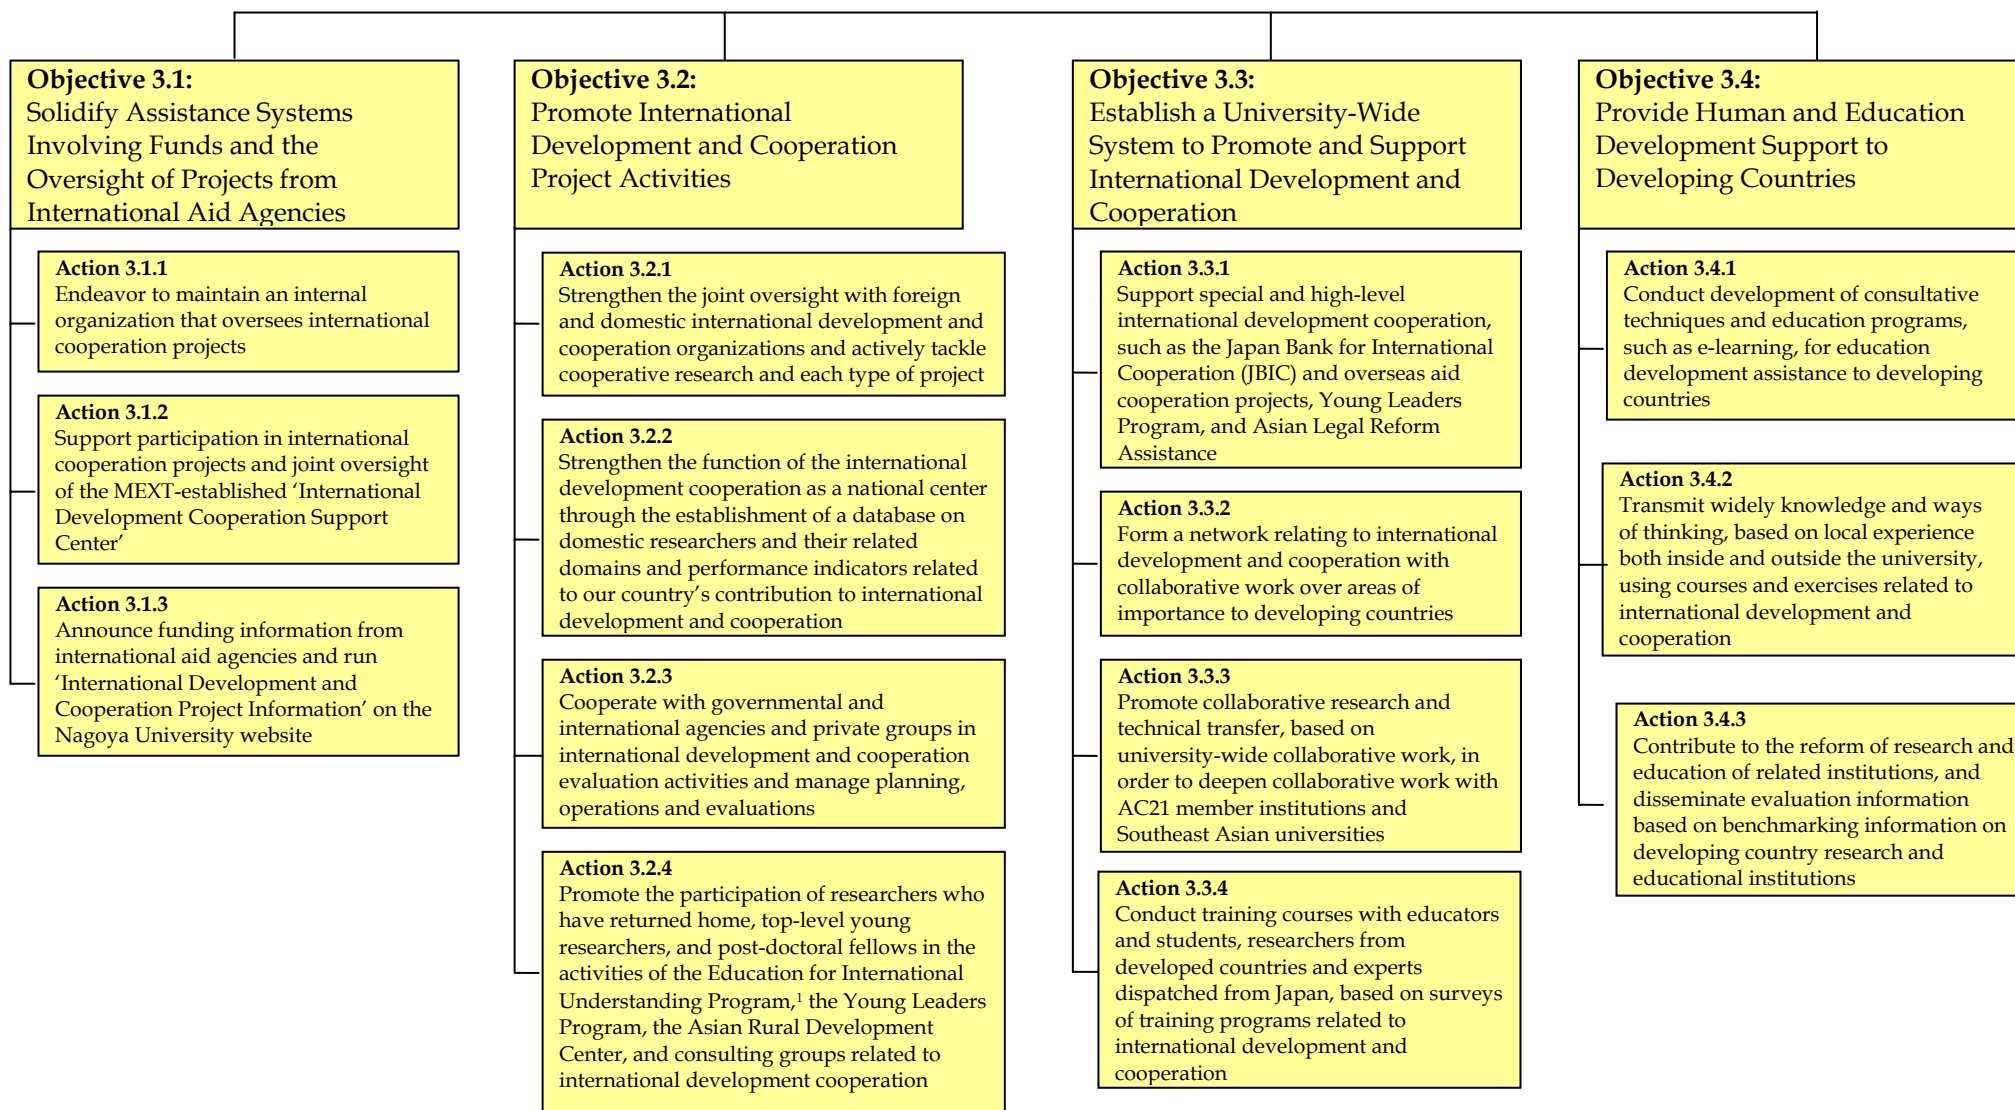 Objective 3.1:
Solidify Assistance Systems
Involving Funds and the
Oversight of Projects from
International Aid Agencies
Action 3.1.1
Endeavor to maintain an internal
organization that oversees international
cooperation projects
Action 3.1.2
Support participation in international
cooperation projects and joint oversight
of the MEXT-established ‘International
Development Cooperation Support
Center’
Action 3.1.3
Announce funding information from
international aid agencies and run
‘International Development and
Cooperation Project Information’ on the
Nagoya University website
Objective 3.2:
Promote International
Development and Cooperation
Project Activities
Action 3.2.1
Strengthen the joint oversight with foreign
and domestic international development and
cooperation organizations and actively tackle
cooperative research and each type of project
Action 3.2.2
Strengthen the function of the international
development cooperation as a national center
through the establishment of a database on
domestic researchers and their related
domains and performance indicators related
to our country’s contribution to international
development and cooperation
Action 3.2.3
Cooperate with governmental and
international agencies and private groups in
international development and cooperation
evaluation activities and manage planning,
operations and evaluations
Action 3.2.4
Promote the participation of researchers who
have returned home, top-level young
researchers, and post-doctoral fellows in the
activities of the Education for International
Understanding Program,¹ the Young Leaders
Program, the Asian Rural Development
Center, and consulting groups related to
international development cooperation
Objective 3.3:
Establish a University-Wide
System to Promote and Support
International Development and
Cooperation
Action 3.3.1
Support special and high-level
international development cooperation,
such as the Japan Bank for International
Cooperation (JBIC) and overseas aid
cooperation projects, Young Leaders
Program, and Asian Legal Reform
Assistance
Action 3.3.2
Form a network relating to international
development and cooperation with
collaborative work over areas of
importance to developing countries
Action 3.3.3
Promote collaborative research and
technical transfer, based on
university-wide collaborative work, in
order to deepen collaborative work with
AC21 member institutions and
Southeast Asian universities
Action 3.3.4
Conduct training courses with educators
and students, researchers from
developed countries and experts
dispatched from Japan, based on surveys
of training programs related to
international development and
cooperation
Objective 3.4:
Provide Human and Education
Development Support to
Developing Countries
Action 3.4.1
Conduct development of consultative
techniques and education programs,
such as e-learning, for education
development assistance to developing
countries
Action 3.4.2
Transmit widely knowledge and ways
of thinking, based on local experience
both inside and outside the university,
using courses and exercises related to
international development and
cooperation
Action 3.4.3
Contribute to the reform of research and
education of related institutions, and
disseminate evaluation information
based on benchmarking information on
developing country research and
educational institutions